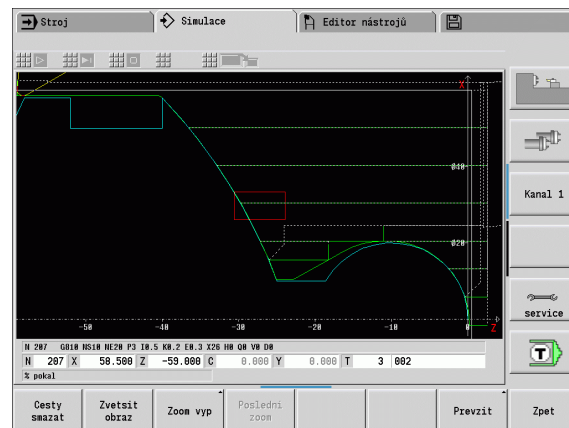 Stroj
Simulace
Editor nástrojů
X
Ø40
Kanal 1
Ø20
-50 -40 -30 -20 -10 0 Z
service
N 207 G810 NS18 NE20 P3 I0.5 K0.2 E0.3 X26 H0 Q0 V0 D0
N 207 X 58.500 Z -59.000 C 0.000 Y 0.000 T 3 002
% pokal
T
Cesty smazat
Zvetsit obraz
Zoom vyp
Posledni zoom
Prevzit
Zpet